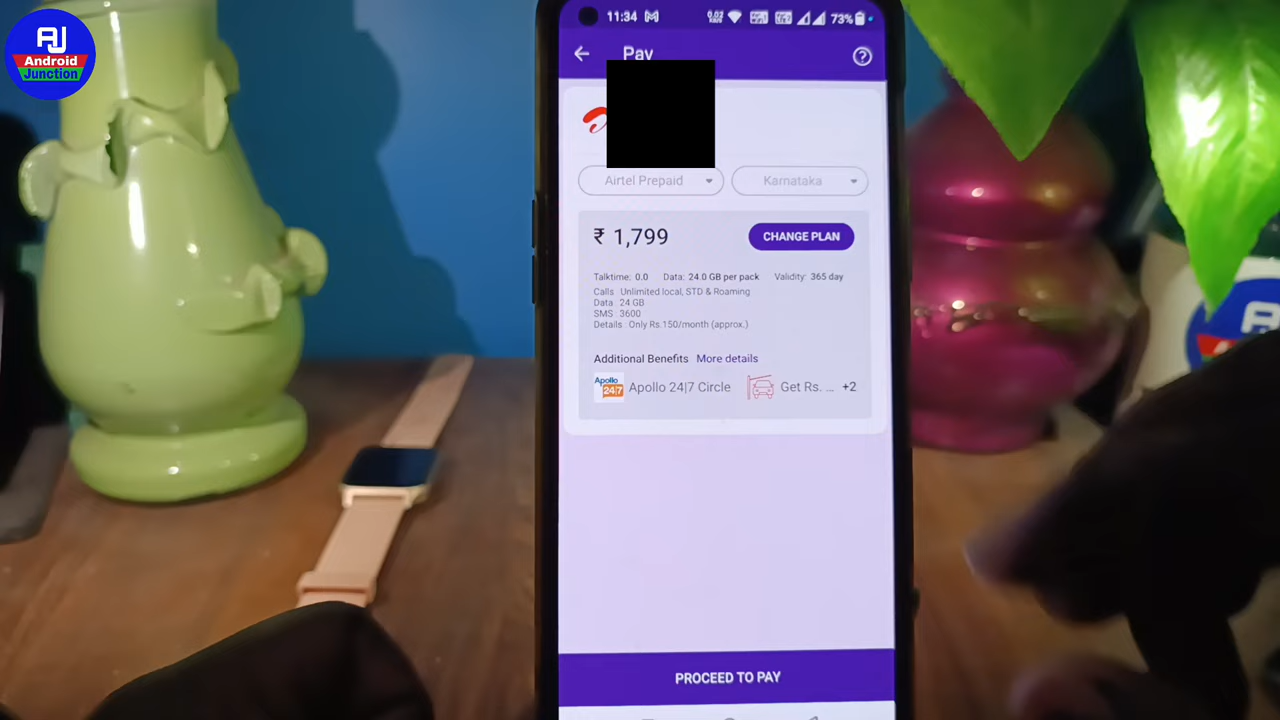 AJ
Android
Junction
11:34
0.02
73%
Pay
Airtel Prepaid
Karnataka
₹ 1,799
CHANGE PLAN
Talktime: 0.0 Data: 24.0 GB per pack Validity: 365 day
Calls : Unlimited local, STD & Roaming
Data : 24 GB
SMS : 3600
Details : Only Rs.150/month (approx.)
Additional Benefits More details
Apollo
24|7
Apollo 24|7 Circle
Get Rs. ...
+2
PROCEED TO PAY